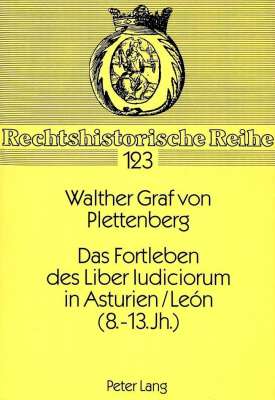 Rechtshistorische Reihe
123
Walther Graf von
Plettenberg
Das Fortleben
des Liber Iudiciorum
in Asturien/León
(8.-13.Jh.)
Peter Lang